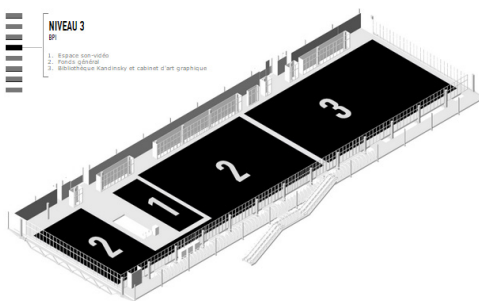 NIVEAU 3
BPI
1. Espace son-vidéo
2. Fonds général
3. Bibliothèque Kandinsky et cabinet d'art graphique
3
2
1
2